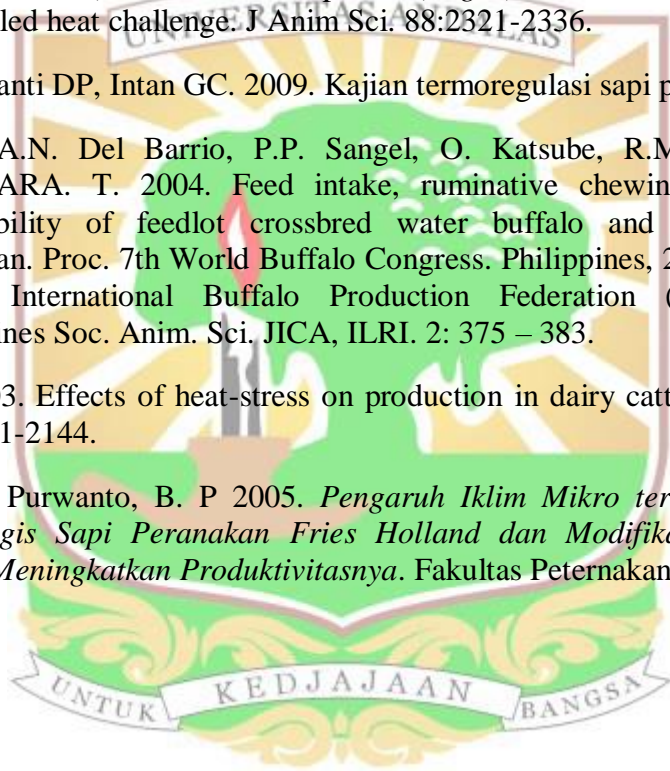 led heat challenge. J Anim Sci. 88:2321-2336.
UNIVERSITAS ANDALAS
anti DP, Intan GC. 2009. Kajian termoregulasi sapi p
A.N. Del Barrio, P.P. Sangel, O. Katsube, R.M
ARA. T. 2004. Feed intake, ruminative chewin
bility of feedlot crossbred water buffalo and
an. Proc. 7th World Buffalo Congress. Philippines, 2
International Buffalo Production Federation (
nes Soc. Anim. Sci. JICA, ILRI. 2: 375 – 383.
3. Effects of heat-stress on production in dairy catt
1-2144.
Purwanto, B. P 2005. Pengaruh Iklim Mikro ter
gis Sapi Peranakan Fries Holland dan Modifika
Meningkatkan Produktivitasnya. Fakultas Peternakan
UNTUK KEDJAJAAN BANGSA